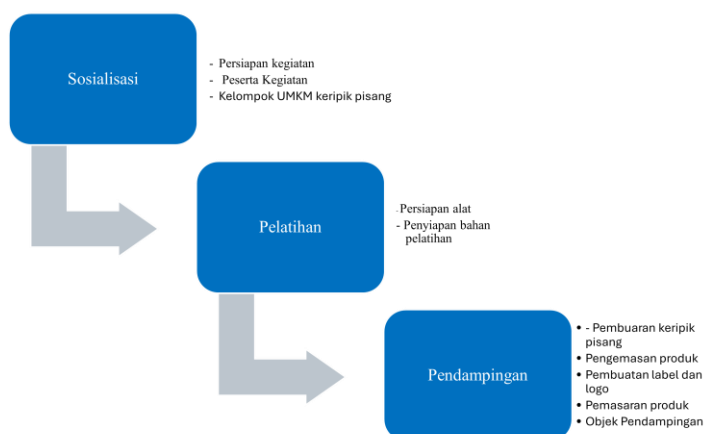 Sosialisasi
- Persiapan kegiatan
- Peserta Kegiatan
- Kelompok UMKM keripik pisang
Pelatihan
- Persiapan alat
- Penyiapan bahan
pelatihan
Pendampingan
• - Pembuaran keripik
pisang
• Pengemasan produk
• Pembuatan label dan
logo
• Pemasaran produk
• Objek Pendampingan